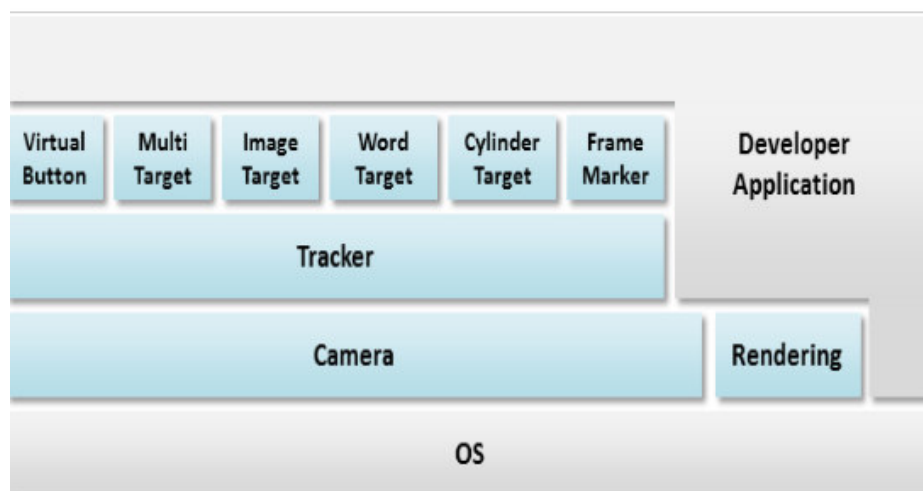 Virtual Button
Multi Target
Image Target
Word Target
Cylinder Target
Frame Marker
Developer Application
Tracker
Camera
Rendering
OS